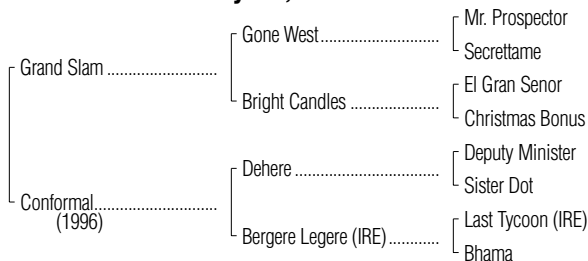 Mr. Prospector
Gone West
Secrettame
Grand Slam
El Gran Senor
Bright Candles
Christmas Bonus
Deputy Minister
Dehere
Sister Dot
Conformal
(1996)
Last Tycoon (IRE)
Bergere Legere (IRE)
Bhama